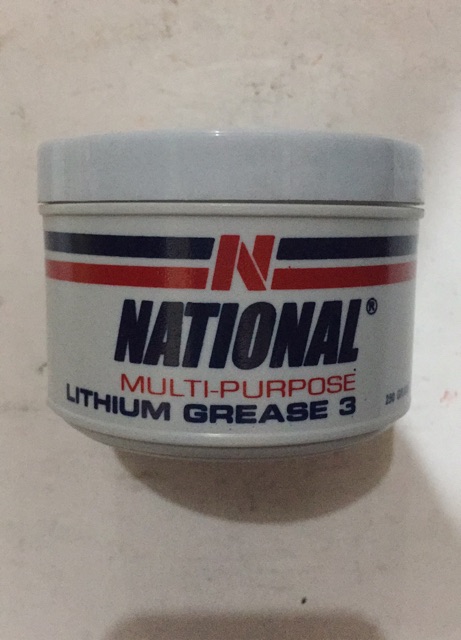 N
NATIONAL®
MULTI-PURPOSE
LITHIUM GREASE 3